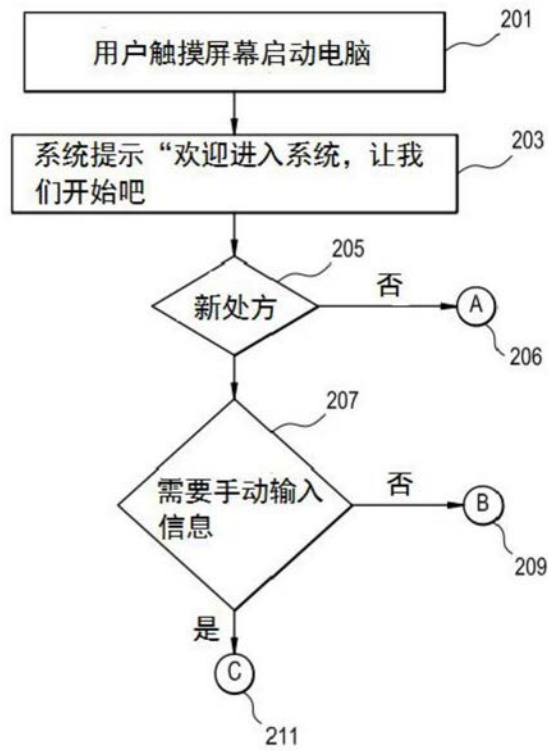 201
用户触摸屏幕启动电脑
203
系统提示“欢迎进入系统，让我
们开始吧
205
新处方
否
A
206
207
需要手动输入
信息
否
B
209
是
C
211